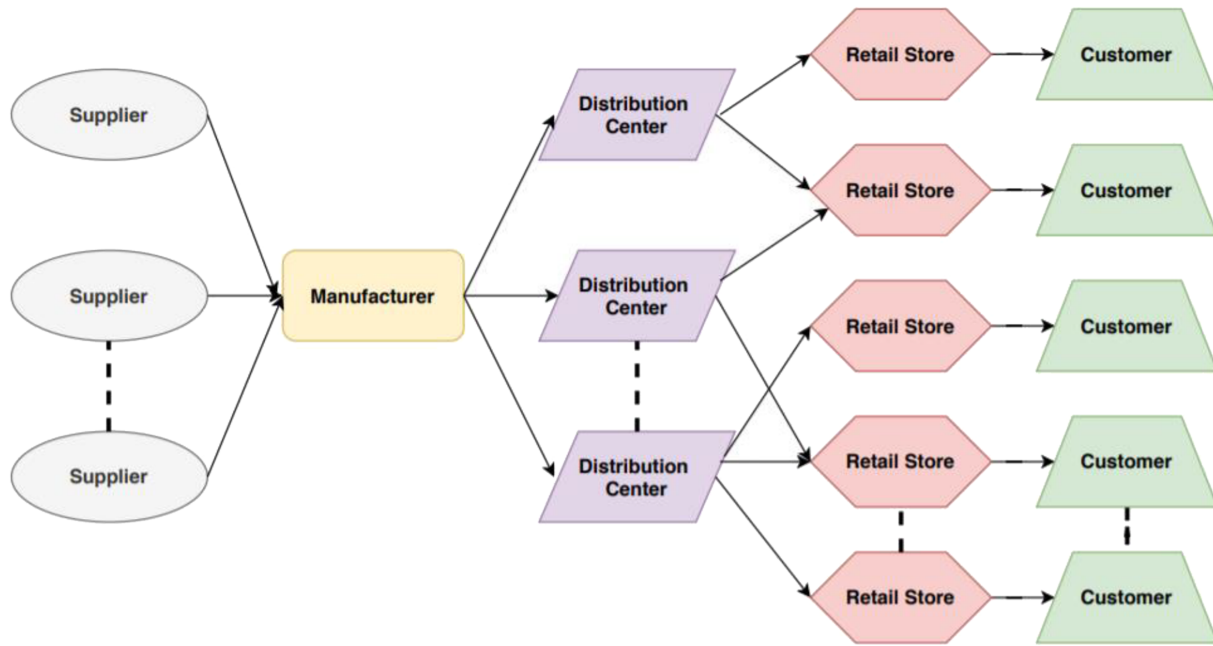 Supplier
Supplier
Supplier
Manufacturer
Distribution
Center
Distribution
Center
Distribution
Center
Retail Store
Retail Store
Retail Store
Retail Store
Retail Store
Customer
Customer
Customer
Customer
Customer